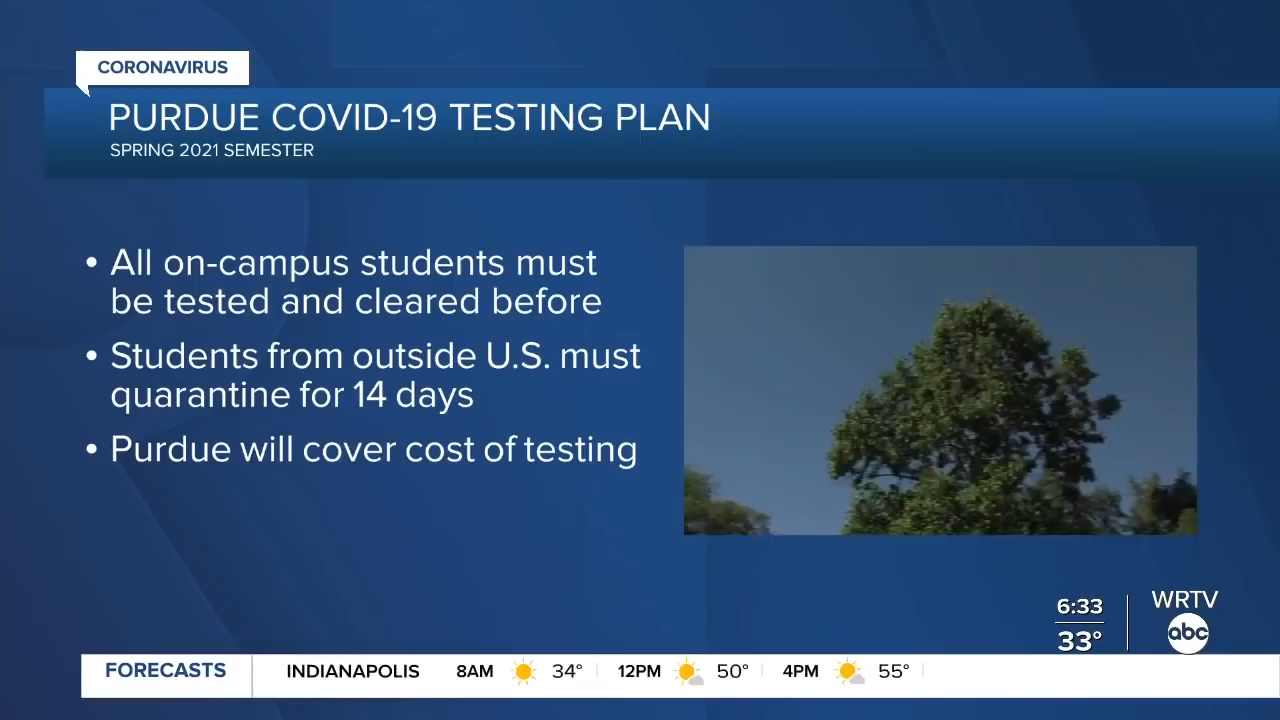 CORONAVIRUS
PURDUE COVID-19 TESTING PLAN
SPRING 2021 SEMESTER
• All on-campus students must
be tested and cleared before
• Students from outside U.S. must
quarantine for 14 days
• Purdue will cover cost of testing
6:33
33°
WRTV
abc
FORECASTS INDIANAPOLIS 8AM 34° 12PM 50° 4PM 55°